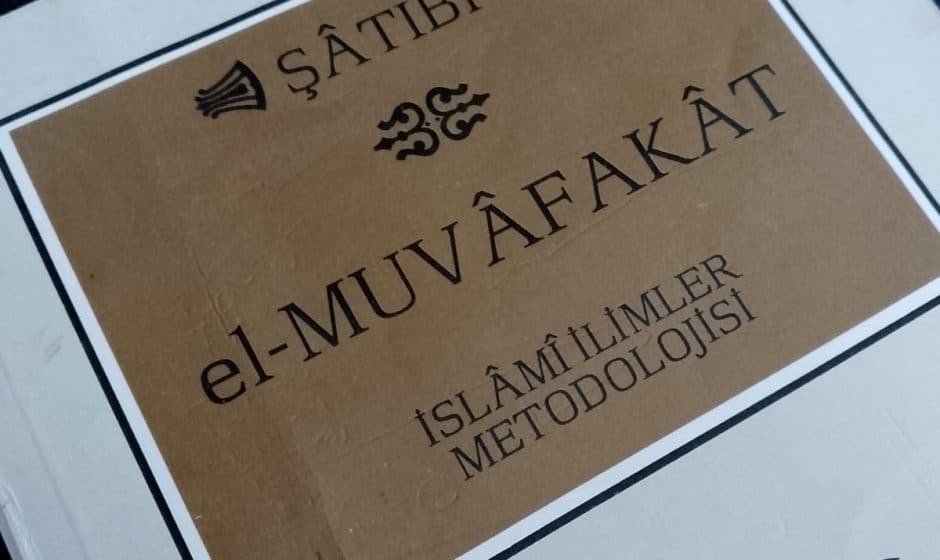 ŞÂTIBÎ
el-MUVÂFAKÂT
İSLÂMÎ İLİMLER
METODOLOJİSİ